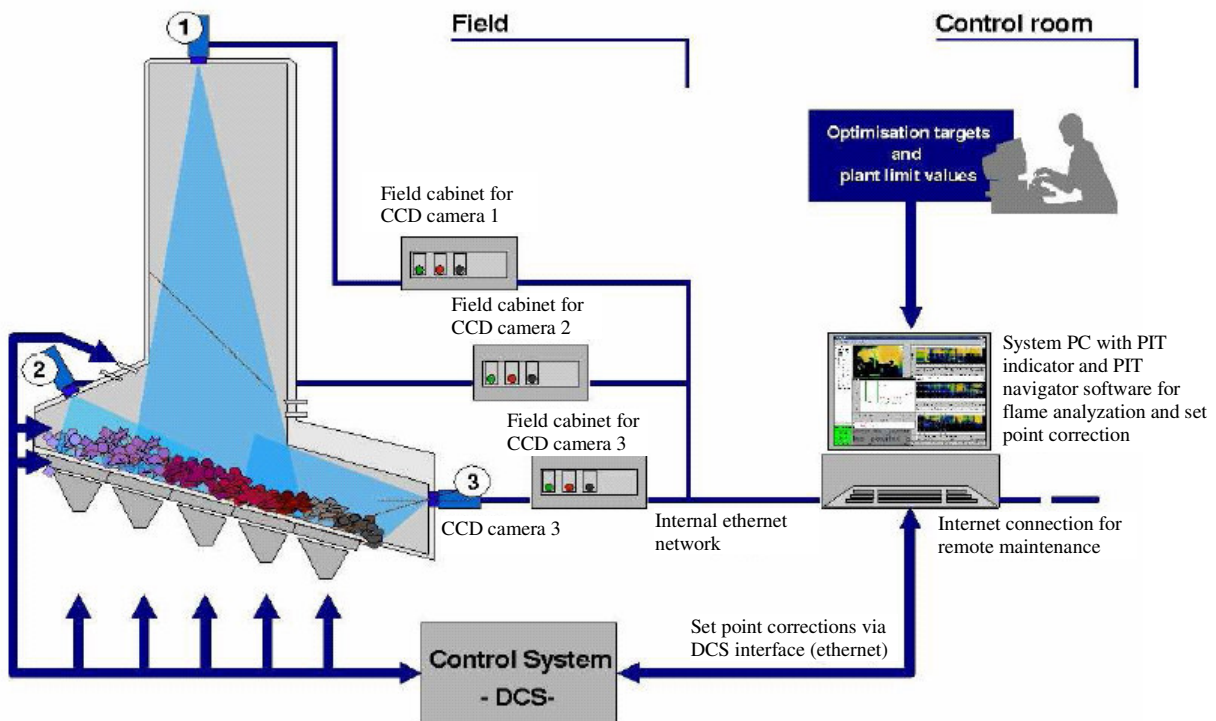 1
Field
Control room
Optimisation targets
and
plant limit values
Field cabinet for
CCD camera 1
Field cabinet for
CCD camera 2
2
System PC with PIT
indicator and PIT
navigator software for
flame analyzation and set
point correction
Field cabinet for
CCD camera 3
3
CCD camera 3
Internal ethernet
network
Internet connection for
remote maintenance
Set point corrections via
DCS interface (ethernet)
Control System
- DCS-